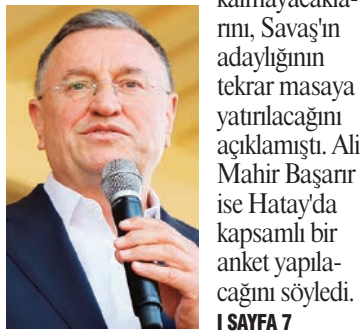 kalmayacakla-
rını, Savaş'ın
adaylığının
tekrar masaya
yatırılacağını
açıklamıştı. Ali
Mahir Başarır
ise Hatay'da
kapsamlı bir
anket yapıla-
cağını söyledi.
I SAYFA 7